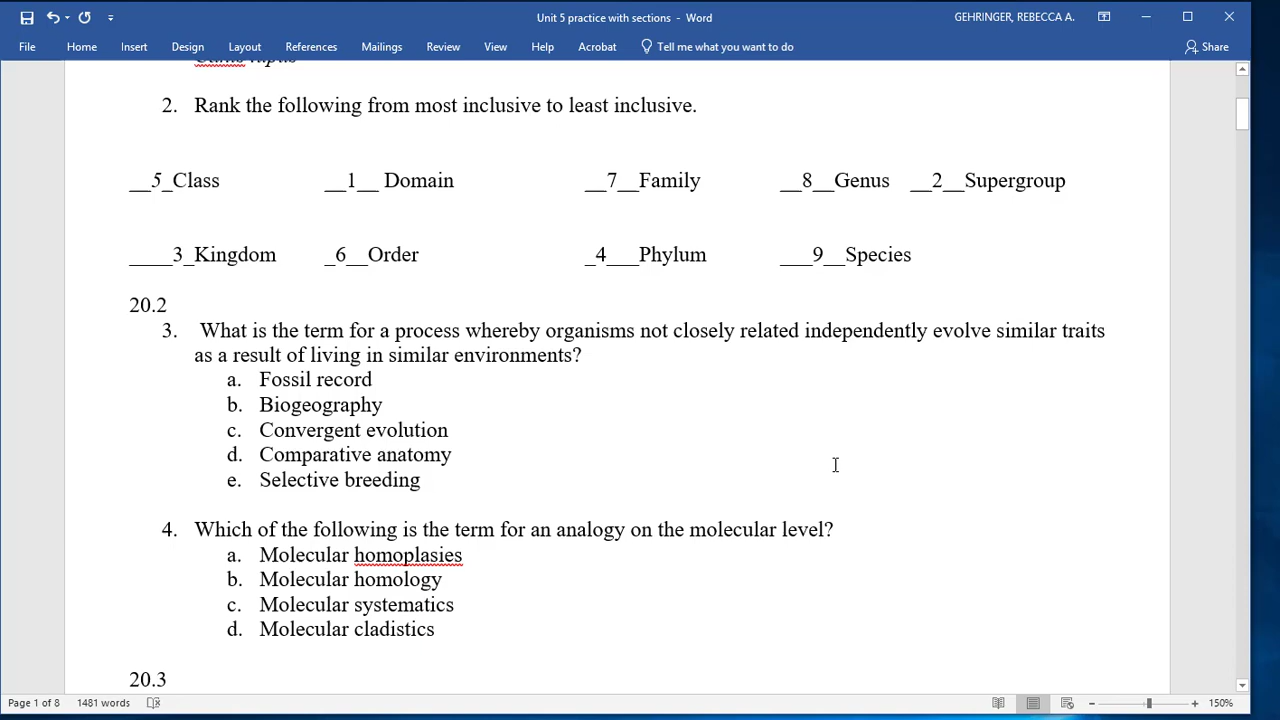 Unit 5 practice with sections - Word
GEHRINGER, REBECCA A.
File Home Insert Design Layout References Mailings Review View Help Acrobat Tell me what you want to do Share
2. Rank the following from most inclusive to least inclusive.
__5_Class __1__ Domain __7__Family __8__Genus __2__Supergroup
____3_Kingdom _6__Order _4___Phylum ___9__Species
20.2
3. What is the term for a process whereby organisms not closely related independently evolve similar traits
as a result of living in similar environments?
a. Fossil record
b. Biogeography
c. Convergent evolution
d. Comparative anatomy
e. Selective breeding
4. Which of the following is the term for an analogy on the molecular level?
a. Molecular homoplasies
b. Molecular homology
c. Molecular systematics
d. Molecular cladistics
20.3
Page 1 of 8 1481 words 150%